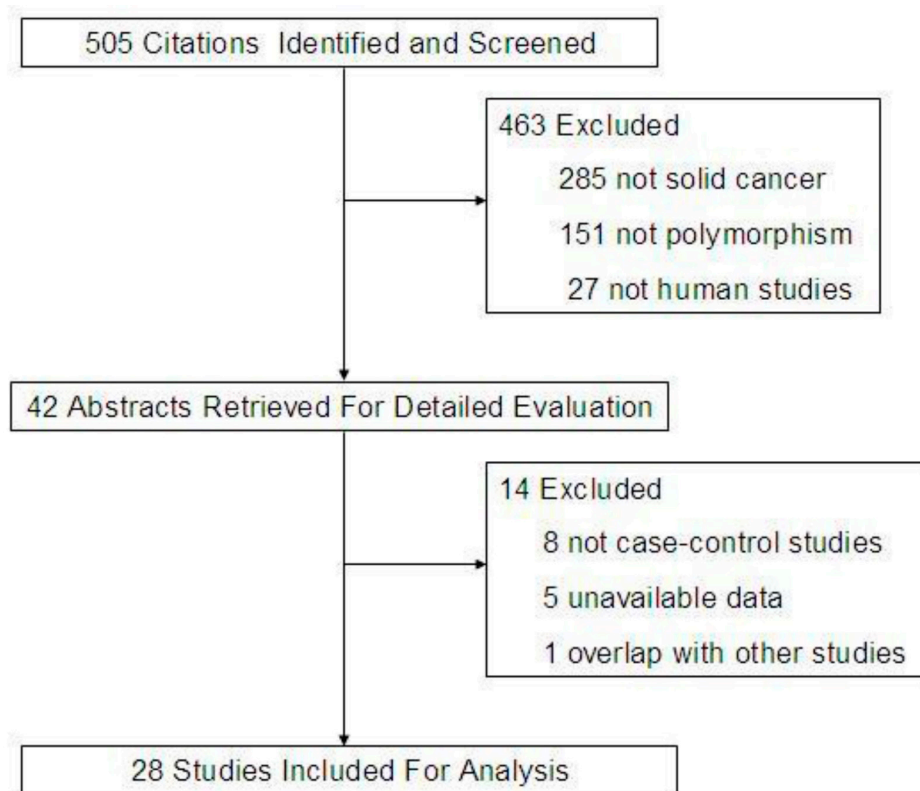 505 Citations Identified and Screened
463 Excluded
285 not solid cancer
151 not polymorphism
27 not human studies
42 Abstracts Retrieved For Detailed Evaluation
14 Excluded
8 not case-control studies
5 unavailable data
1 overlap with other studies
28 Studies Included For Analysis